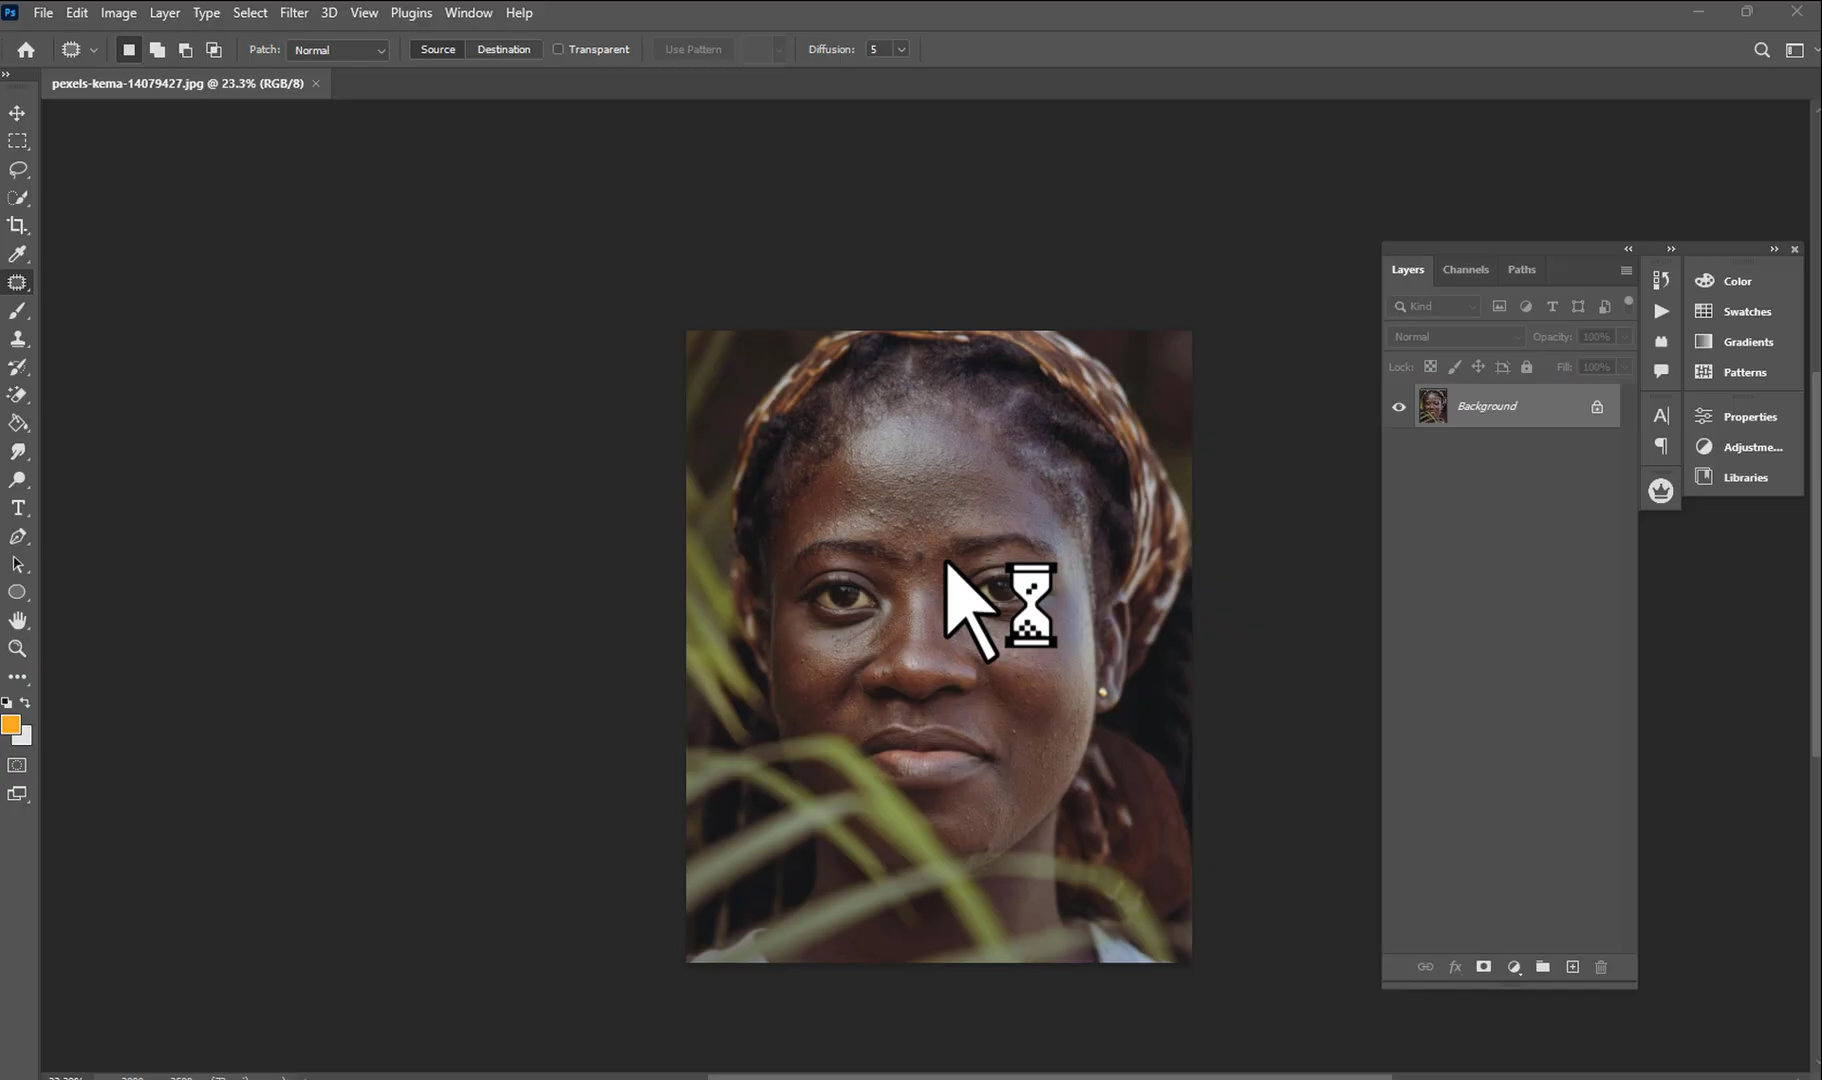 Ps File Edit Image Layer Type Select Filter 3D View Plugins Window Help
Patch: Normal Source Destination Transparent Use Pattern Diffusion: 5
pexels-kema-14079427.jpg @ 23.3% (RGB/8) ×
Layers Channels Paths
Color
Kind
Swatches
Normal Opacity: 100%
Gradients
Lock: Fill: 100%
Patterns
Background
Properties
Adjustme...
Libraries